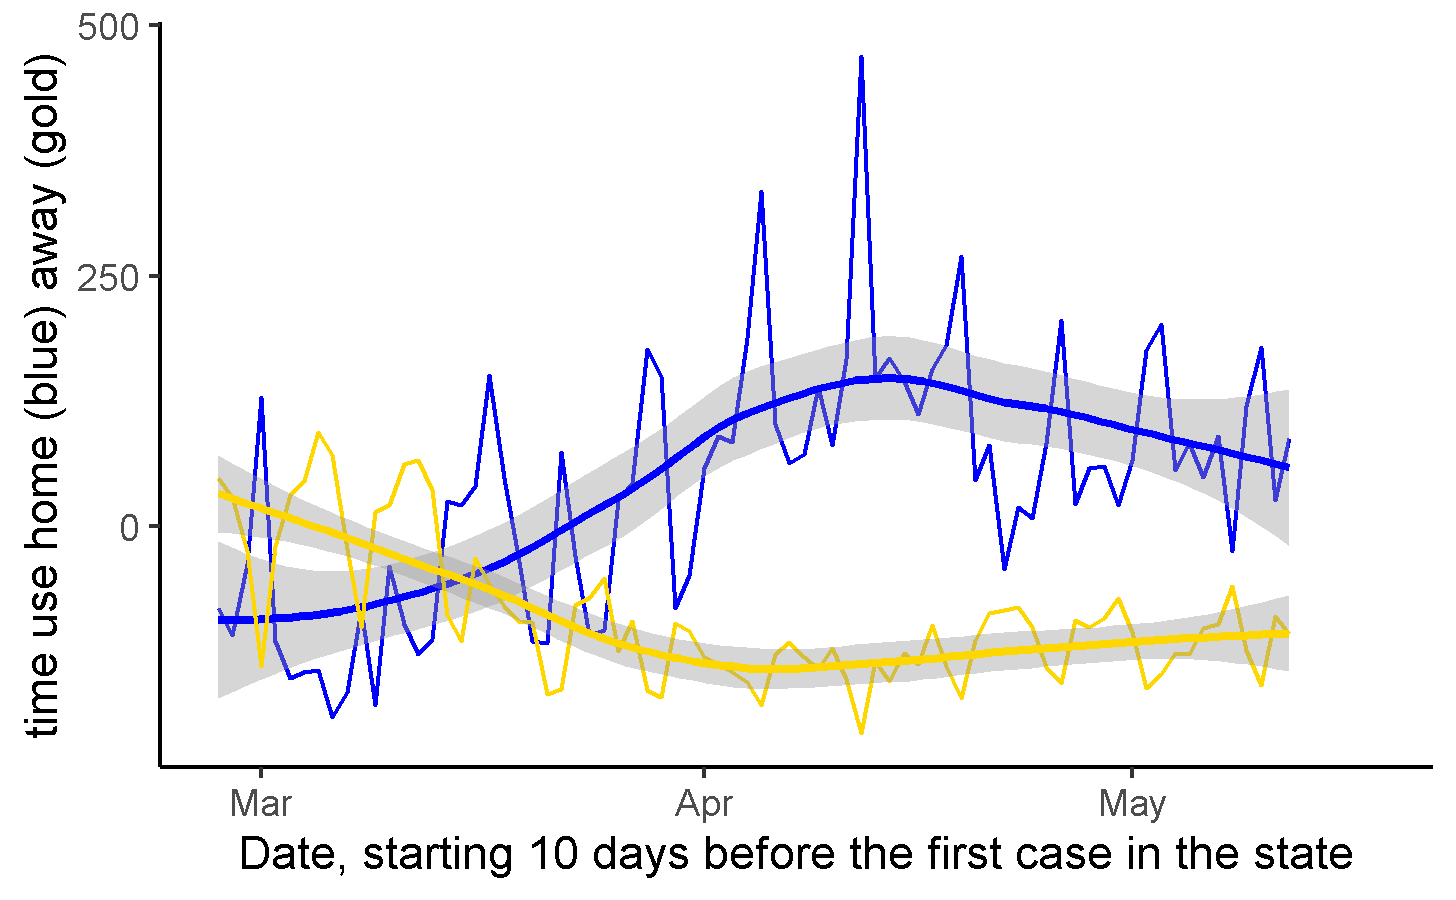 500
250
0
time use home (blue) away (gold)
Mar
Apr
May
Date, starting 10 days before the first case in the state